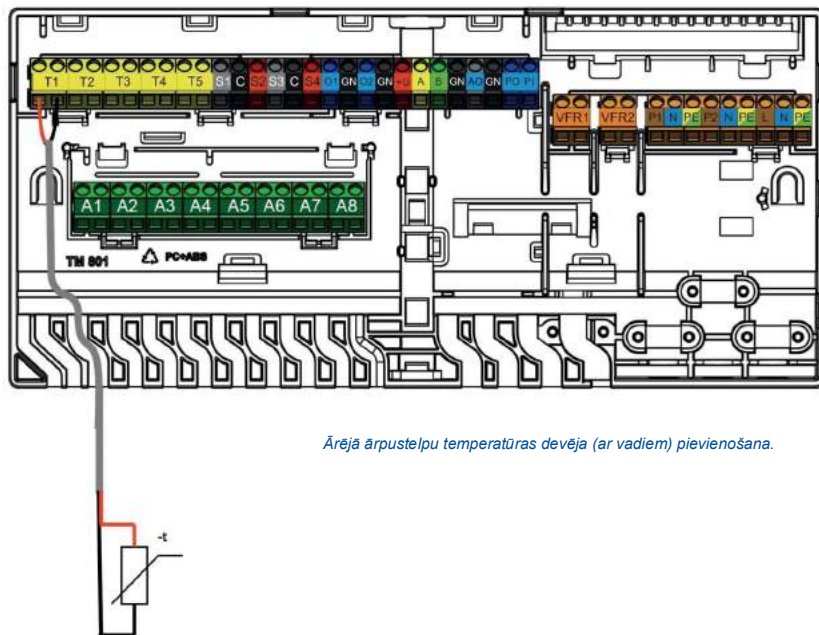 T1 T2 T3 T4 T5 S1 C S2 S3 C S4 O1 GN O2 GN +U A B GN AO GN PO PI
VFR1 VFR2 P1 N PE P2 N PE L N PE
A1 A2 A3 A4 A5 A6 A7 A8
TM 801 PC+ABS
Ārējā ārpustelpu temperatūras devēja (ar vadiem) pievienošana.
-t